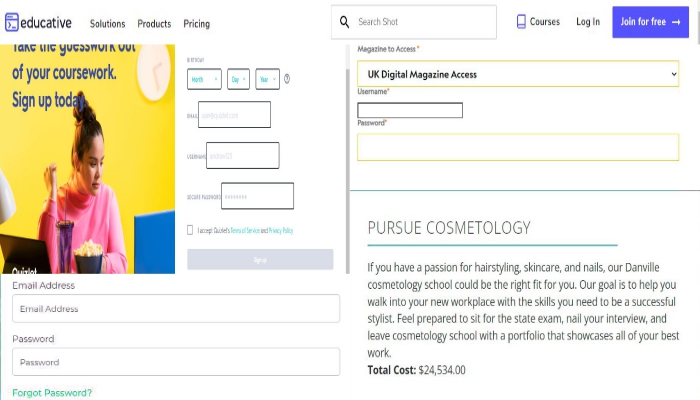 educative
Solutions Products Pricing
Search Shot
Courses Log In Join for free →
Take the guesswork out
of your coursework.
Sign up today
Quizlet
BIRTHDAY
Month Day Year
EMAIL user@quizlet.com
USERNAME andrew123
SECURE PASSWORD
I accept Quizlet's Terms of Service and Privacy Policy
Sign up
Magazine to Access *
UK Digital Magazine Access
Username*
Password*
Email Address
Email Address
Password
Password
Forgot Password?
PURSUE COSMETOLOGY
If you have a passion for hairstyling, skincare, and nails, our Danville
cosmetology school could be the right fit for you. Our goal is to help you
walk into your new workplace with the skills you need to be a successful
stylist. Feel prepared to sit for the state exam, nail your interview, and
leave cosmetology school with a portfolio that showcases all of your best
work.
Total Cost: $24,534.00